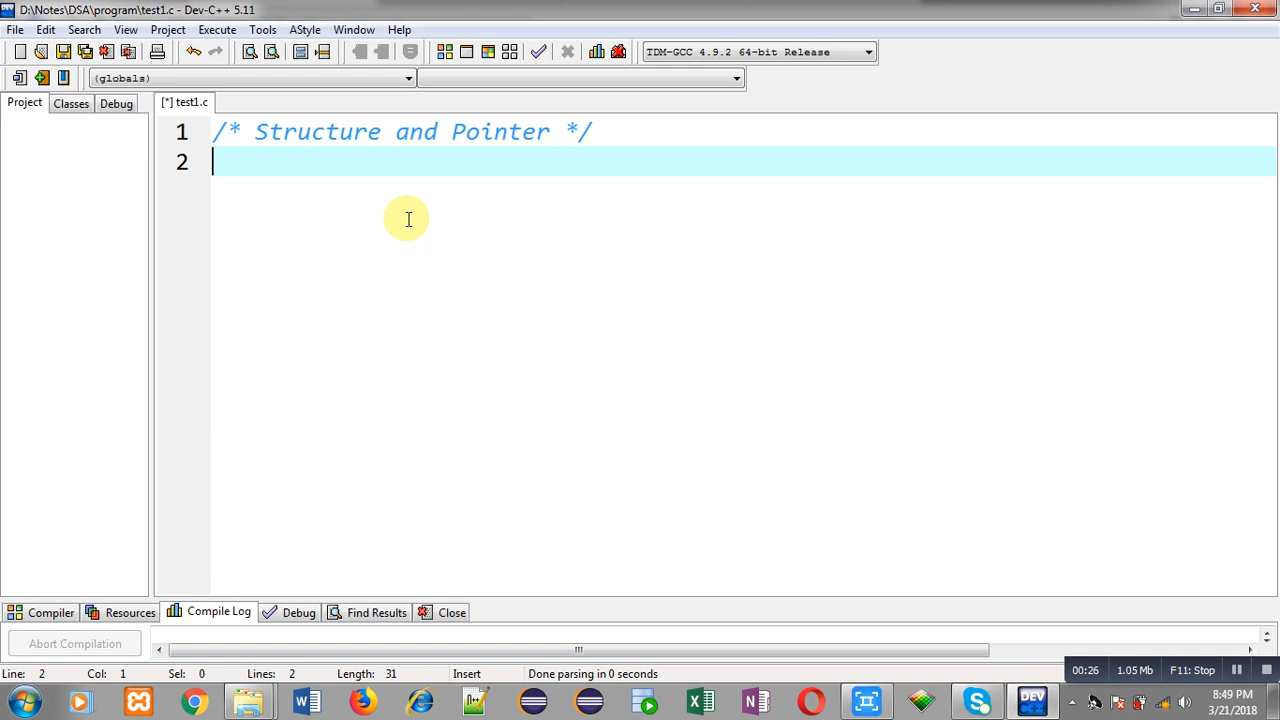 D:\Notes\DSA\program\test1.c - Dev-C++ 5.11
File Edit Search View Project Execute Tools AStyle Window Help
TDM-GCC 4.9.2 64-bit Release
(globals)
Project Classes Debug [*] test1.c
1 /* Structure and Pointer */
2
Compiler Resources Compile Log Debug Find Results Close
Abort Compilation
Line: 2 Col: 1 Sel: 0 Lines: 2 Length: 31 Insert Done parsing in 0 seconds
00:26 1.05 Mb F11: Stop
DEV
8:49 PM
3/21/2018